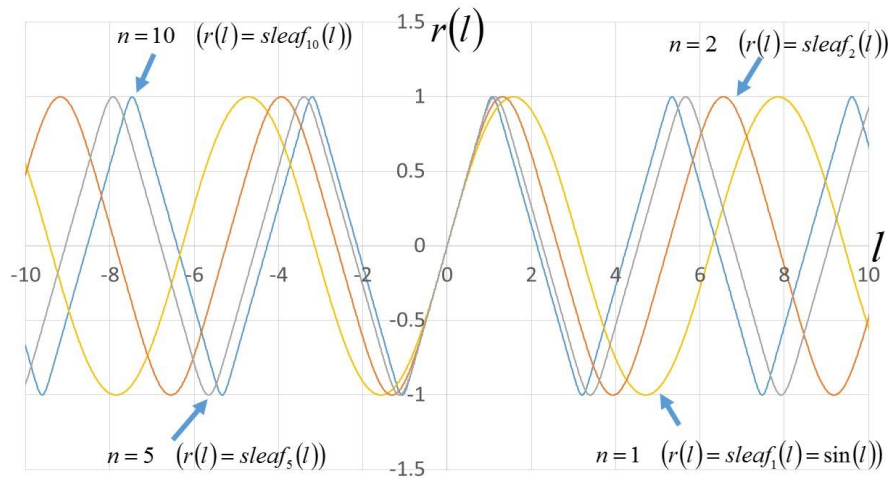 1.5
r(l)
n = 10 (r(l) = sleaf₁₀(l))
n = 2 (r(l) = sleaf₂(l))
1
0.5
0
l
-10 -8 -6 -4 -2 0 2 4 6 8 10
-0.5
-1
n = 5 (r(l) = sleaf₅(l))
n = 1 (r(l) = sleaf₁(l) = sin(l))
-1.5